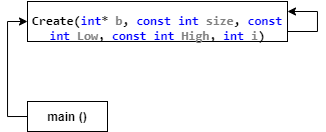 Create(int* b, const int size, const
int Low, const int High, int i)
main ()